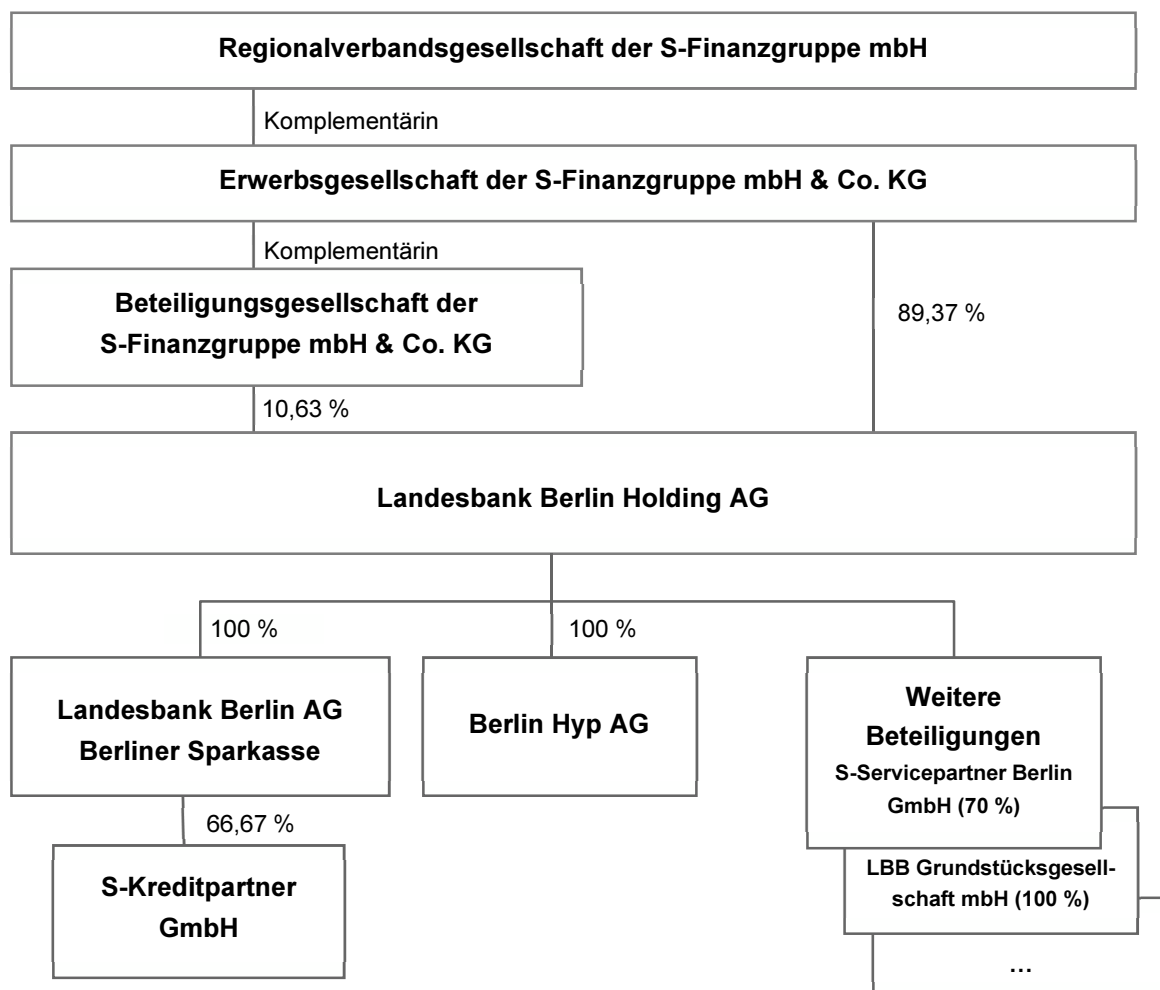 Regionalverbandsgesellschaft der S-Finanzgruppe mbH
Komplementärin
Erwerbsgesellschaft der S-Finanzgruppe mbH & Co. KG
Komplementärin
Beteiligungsgesellschaft der
S-Finanzgruppe mbH & Co. KG
89,37 %
10,63 %
Landesbank Berlin Holding AG
100 %
100 %
Landesbank Berlin AG
Berliner Sparkasse
Berlin Hyp AG
Weitere
Beteiligungen
S-Servicepartner Berlin
GmbH (70 %)
66,67 %
S-Kreditpartner
GmbH
LBB Grundstücksgesell-
schaft mbH (100 %)
...